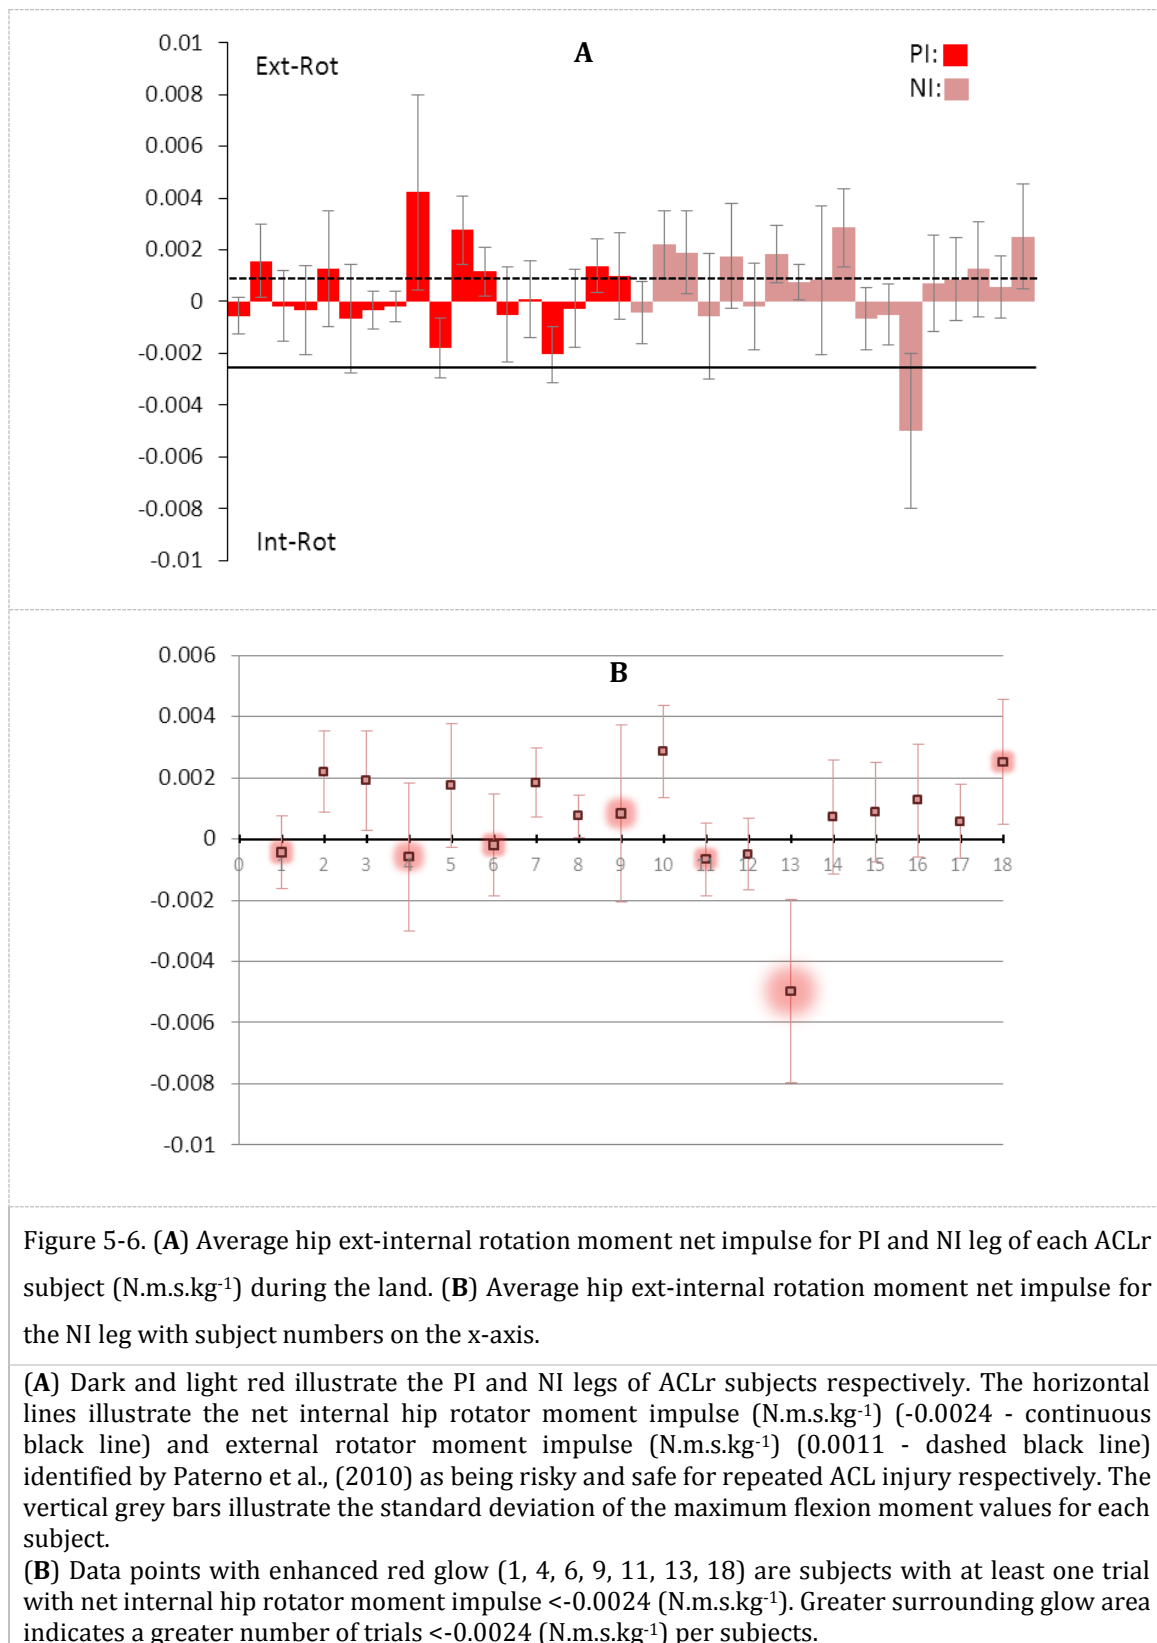 0.01
0.008
0.006
0.004
0.002
0
-0.002
-0.004
-0.006
-0.008
-0.01
Ext-Rot
A
PI:
NI:
Int-Rot
0.006
0.004
0.002
0
-0.002
-0.004
-0.006
-0.008
-0.01
B
0 1 2 3 4 5 6 7 8 9 10 11 12 13 14 15 16 17 18
Figure 5-6. (A) Average hip ext-internal rotation moment net impulse for PI and NI leg of each ACLr
subject (N.m.s.kg-1) during the land. (B) Average hip ext-internal rotation moment net impulse for
the NI leg with subject numbers on the x-axis.
(A) Dark and light red illustrate the PI and NI legs of ACLr subjects respectively. The horizontal
lines illustrate the net internal hip rotator moment impulse (N.m.s.kg-1) (-0.0024 - continuous
black line) and external rotator moment impulse (N.m.s.kg-1) (0.0011 - dashed black line)
identified by Paterno et al., (2010) as being risky and safe for repeated ACL injury respectively. The
vertical grey bars illustrate the standard deviation of the maximum flexion moment values for each
subject.
(B) Data points with enhanced red glow (1, 4, 6, 9, 11, 13, 18) are subjects with at least one trial
with net internal hip rotator moment impulse <-0.0024 (N.m.s.kg-1). Greater surrounding glow area
indicates a greater number of trials <-0.0024 (N.m.s.kg-1) per subjects.